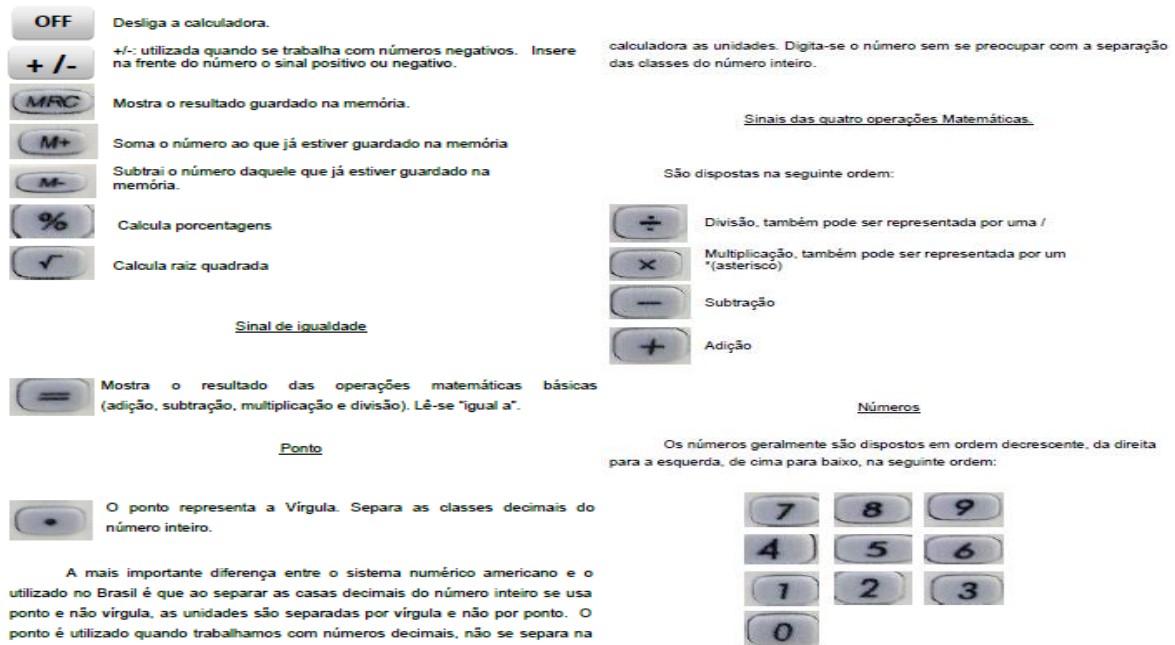 OFF Desliga a calculadora.
+/- +/-: utilizada quando se trabalha com números negativos. Insere
na frente do número o sinal positivo ou negativo.
MRC Mostra o resultado guardado na memória.
M+ Soma o número ao que já estiver guardado na memória
M- Subtrai o número daquele que já estiver guardado na
memória.
% Calcula porcentagens
√ Calcula raiz quadrada
Sinal de igualdade
= Mostra o resultado das operações matemáticas básicas
(adição, subtração, multiplicação e divisão). Lê-se "igual a".
Ponto
. O ponto representa a Vírgula. Separa as classes decimais do
número inteiro.
A mais importante diferença entre o sistema numérico americano e o
utilizado no Brasil é que ao separar as casas decimais do número inteiro se usa
ponto e não vírgula, as unidades são separadas por vírgula e não por ponto. O
ponto é utilizado quando trabalhamos com números decimais, não se separa na
calculadora as unidades. Digita-se o número sem se preocupar com a separação
das classes do número inteiro.
Sinais das quatro operações Matemáticas.
São dispostas na seguinte ordem:
÷ Divisão, também pode ser representada por uma /
× Multiplicação, também pode ser representada por um
*(asterisco)
− Subtração
+ Adição
Números
Os números geralmente são dispostos em ordem decrescente, da direita
para a esquerda, de cima para baixo, na seguinte ordem:
7 8 9
4 5 6
1 2 3
0